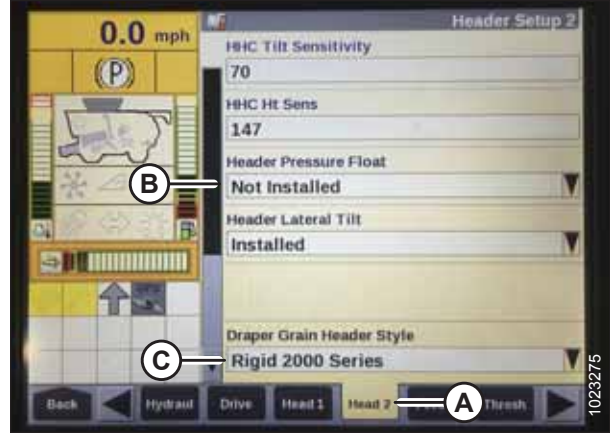 0.0 mph
Header Setup 2
(P)
HHC Tilt Sensitivity
70
HHC Ht Sens
147
Header Pressure Float
B
Not Installed
Header Lateral Tilt
Installed
Draper Grain Header Style
C
Rigid 2000 Series
Back
Hydraul
Drive
Head 1
Head 2
A
Thresh
1023275